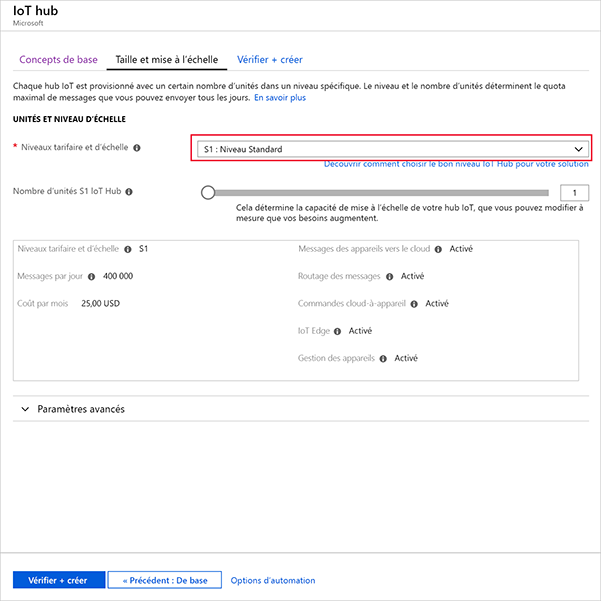 IoT hub
Microsoft
Concepts de base Taille et mise à l'échelle Vérifier + créer
Chaque hub IoT est provisionné avec un certain nombre d'unités dans un niveau spécifique. Le niveau et le nombre d'unités déterminent le quota
maximal de messages que vous pouvez envoyer tous les jours. En savoir plus
UNITÉS ET NIVEAU D'ÉCHELLE
* Niveaux tarifaire et d'échelle S1 : Niveau Standard
Découvrir comment choisir le bon niveau IoT Hub pour votre solution
Nombre d'unités S1 IoT Hub 1
Cela détermine la capacité de mise à l'échelle de votre hub IoT, que vous pouvez modifier à
mesure que vos besoins augmentent.
Niveaux tarifaire et d'échelle S1 Messages des appareils vers le cloud Activé
Messages par jour 400 000 Routage des messages Activé
Coût par mois 25,00 USD Commandes cloud-à-appareil Activé
IoT Edge Activé
Gestion des appareils Activé
Paramètres avancés
Vérifier + créer « Précédent : De base Options d'automation